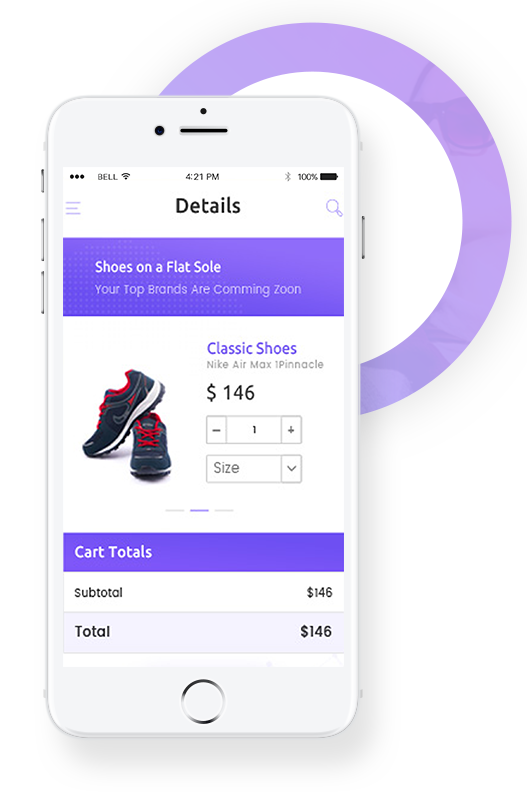 BELL 4:21 PM 100%
Details
Shoes on a Flat Sole
Your Top Brands Are Comming Zoon
Classic Shoes
Nike Air Max 1Pinnacle
$ 146
− 1 +
Size
Cart Totals
Subtotal $146
Total $146